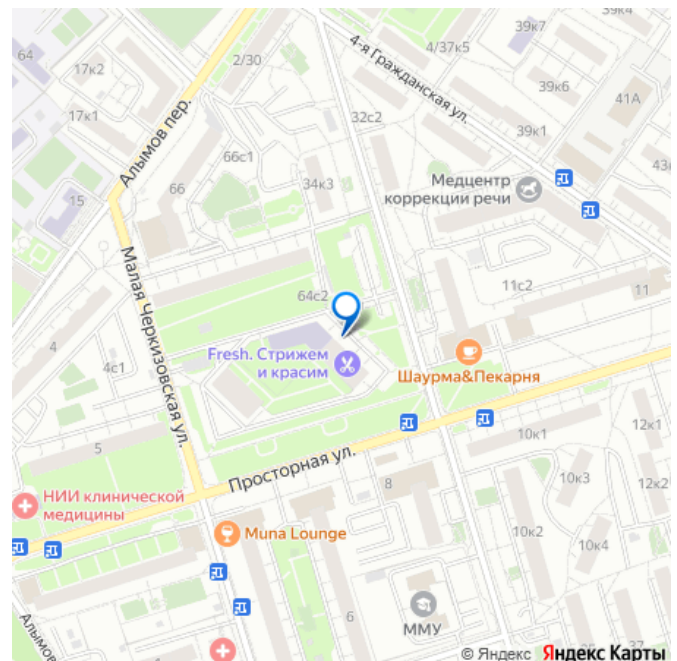 64
39к7
39к4
17к2
2/30
4/37к5
4-я Гражданская ул.
39к6
41А
17к1
Алымов пер.
32с2
39к1
66с1
34к3
66
Медцентр
коррекции речи
15
Малая Черкизовская ул.
64с2
11с2
11
4
4с1
Fresh. Стрижем
и красим
Шаурма&Пекарня
5
10к1
12к1
Просторная ул.
НИИ клинической
медицины
8
10к3
12к2
Muna Lounge
10к2
10к4
6
ММУ
Алымов
37
© Яндекс Яндекс Карты